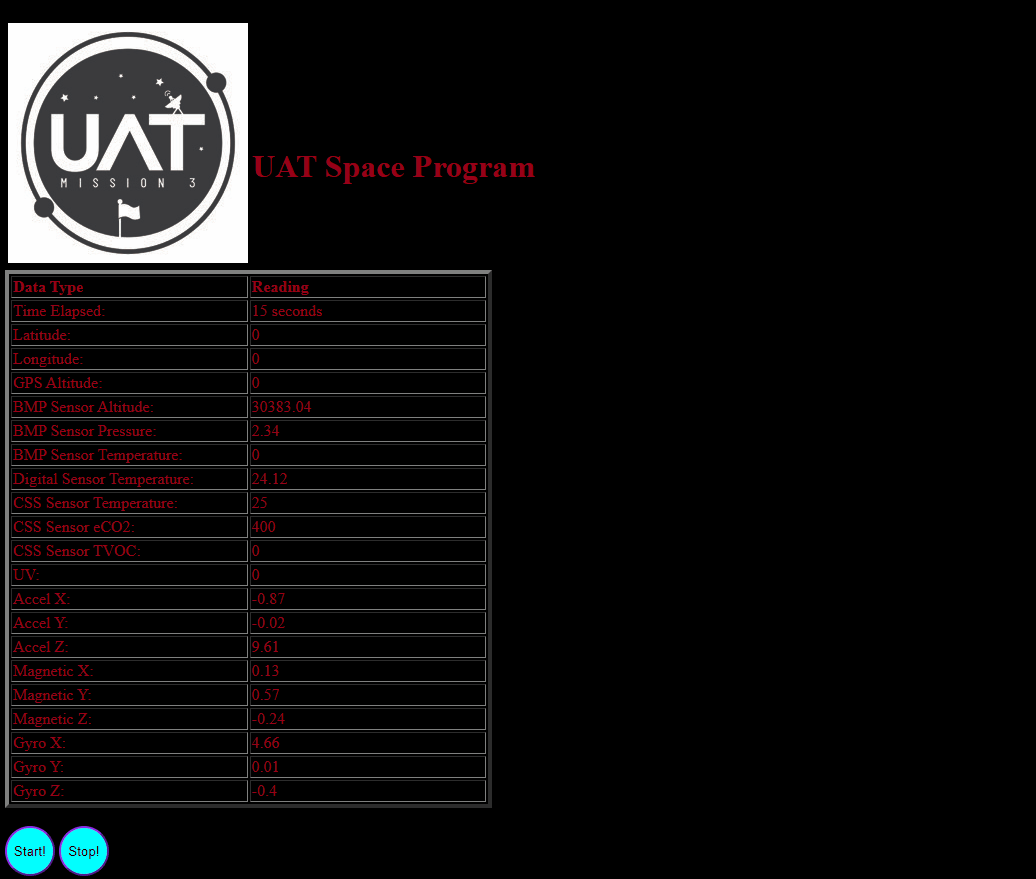 UAT
MISSION 3
UAT Space Program
Data Type Reading
Time Elapsed: 15 seconds
Latitude: 0
Longitude: 0
GPS Altitude: 0
BMP Sensor Altitude: 30383.04
BMP Sensor Pressure: 2.34
BMP Sensor Temperature: 0
Digital Sensor Temperature: 24.12
CSS Sensor Temperature: 25
CSS Sensor eCO2: 400
CSS Sensor TVOC: 0
UV: 0
Accel X: -0.87
Accel Y: -0.02
Accel Z: 9.61
Magnetic X: 0.13
Magnetic Y: 0.57
Magnetic Z: -0.24
Gyro X: 4.66
Gyro Y: 0.01
Gyro Z: -0.4
Start! Stop!